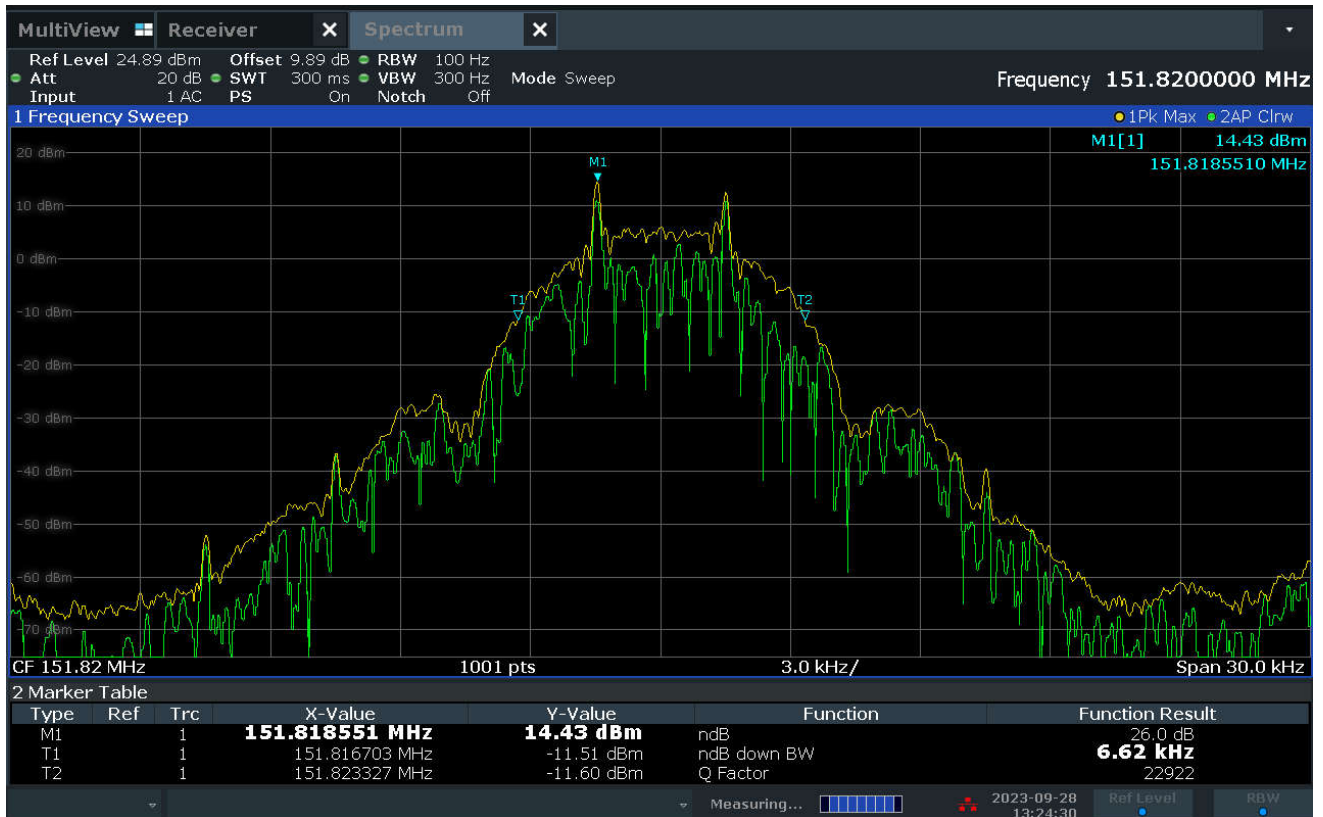 MultiView Receiver X Spectrum X
Ref Level 24.89 dBm Offset 9.89 dB RBW 100 Hz
Att 20 dB SWT 300 ms VBW 300 Hz Mode Sweep Frequency 151.8200000 MHz
Input 1 AC PS On Notch Off
1 Frequency Sweep 1Pk Max 2AP Clrw
M1[1] 14.43 dBm
151.8185510 MHz
20 dBm
M1
10 dBm
0 dBm
T1 T2
-10 dBm
-20 dBm
-30 dBm
-40 dBm
-50 dBm
-60 dBm
-70 dBm
CF 151.82 MHz 1001 pts 3.0 kHz/ Span 30.0 kHz
2 Marker Table
Type Ref Trc X-Value Y-Value Function Function Result
M1 1 151.818551 MHz 14.43 dBm ndB 26.0 dB
T1 1 151.816703 MHz -11.51 dBm ndB down BW 6.62 kHz
T2 1 151.823327 MHz -11.60 dBm Q Factor 22922
Measuring... 2023-09-28 Ref Level RBW
13:24:30